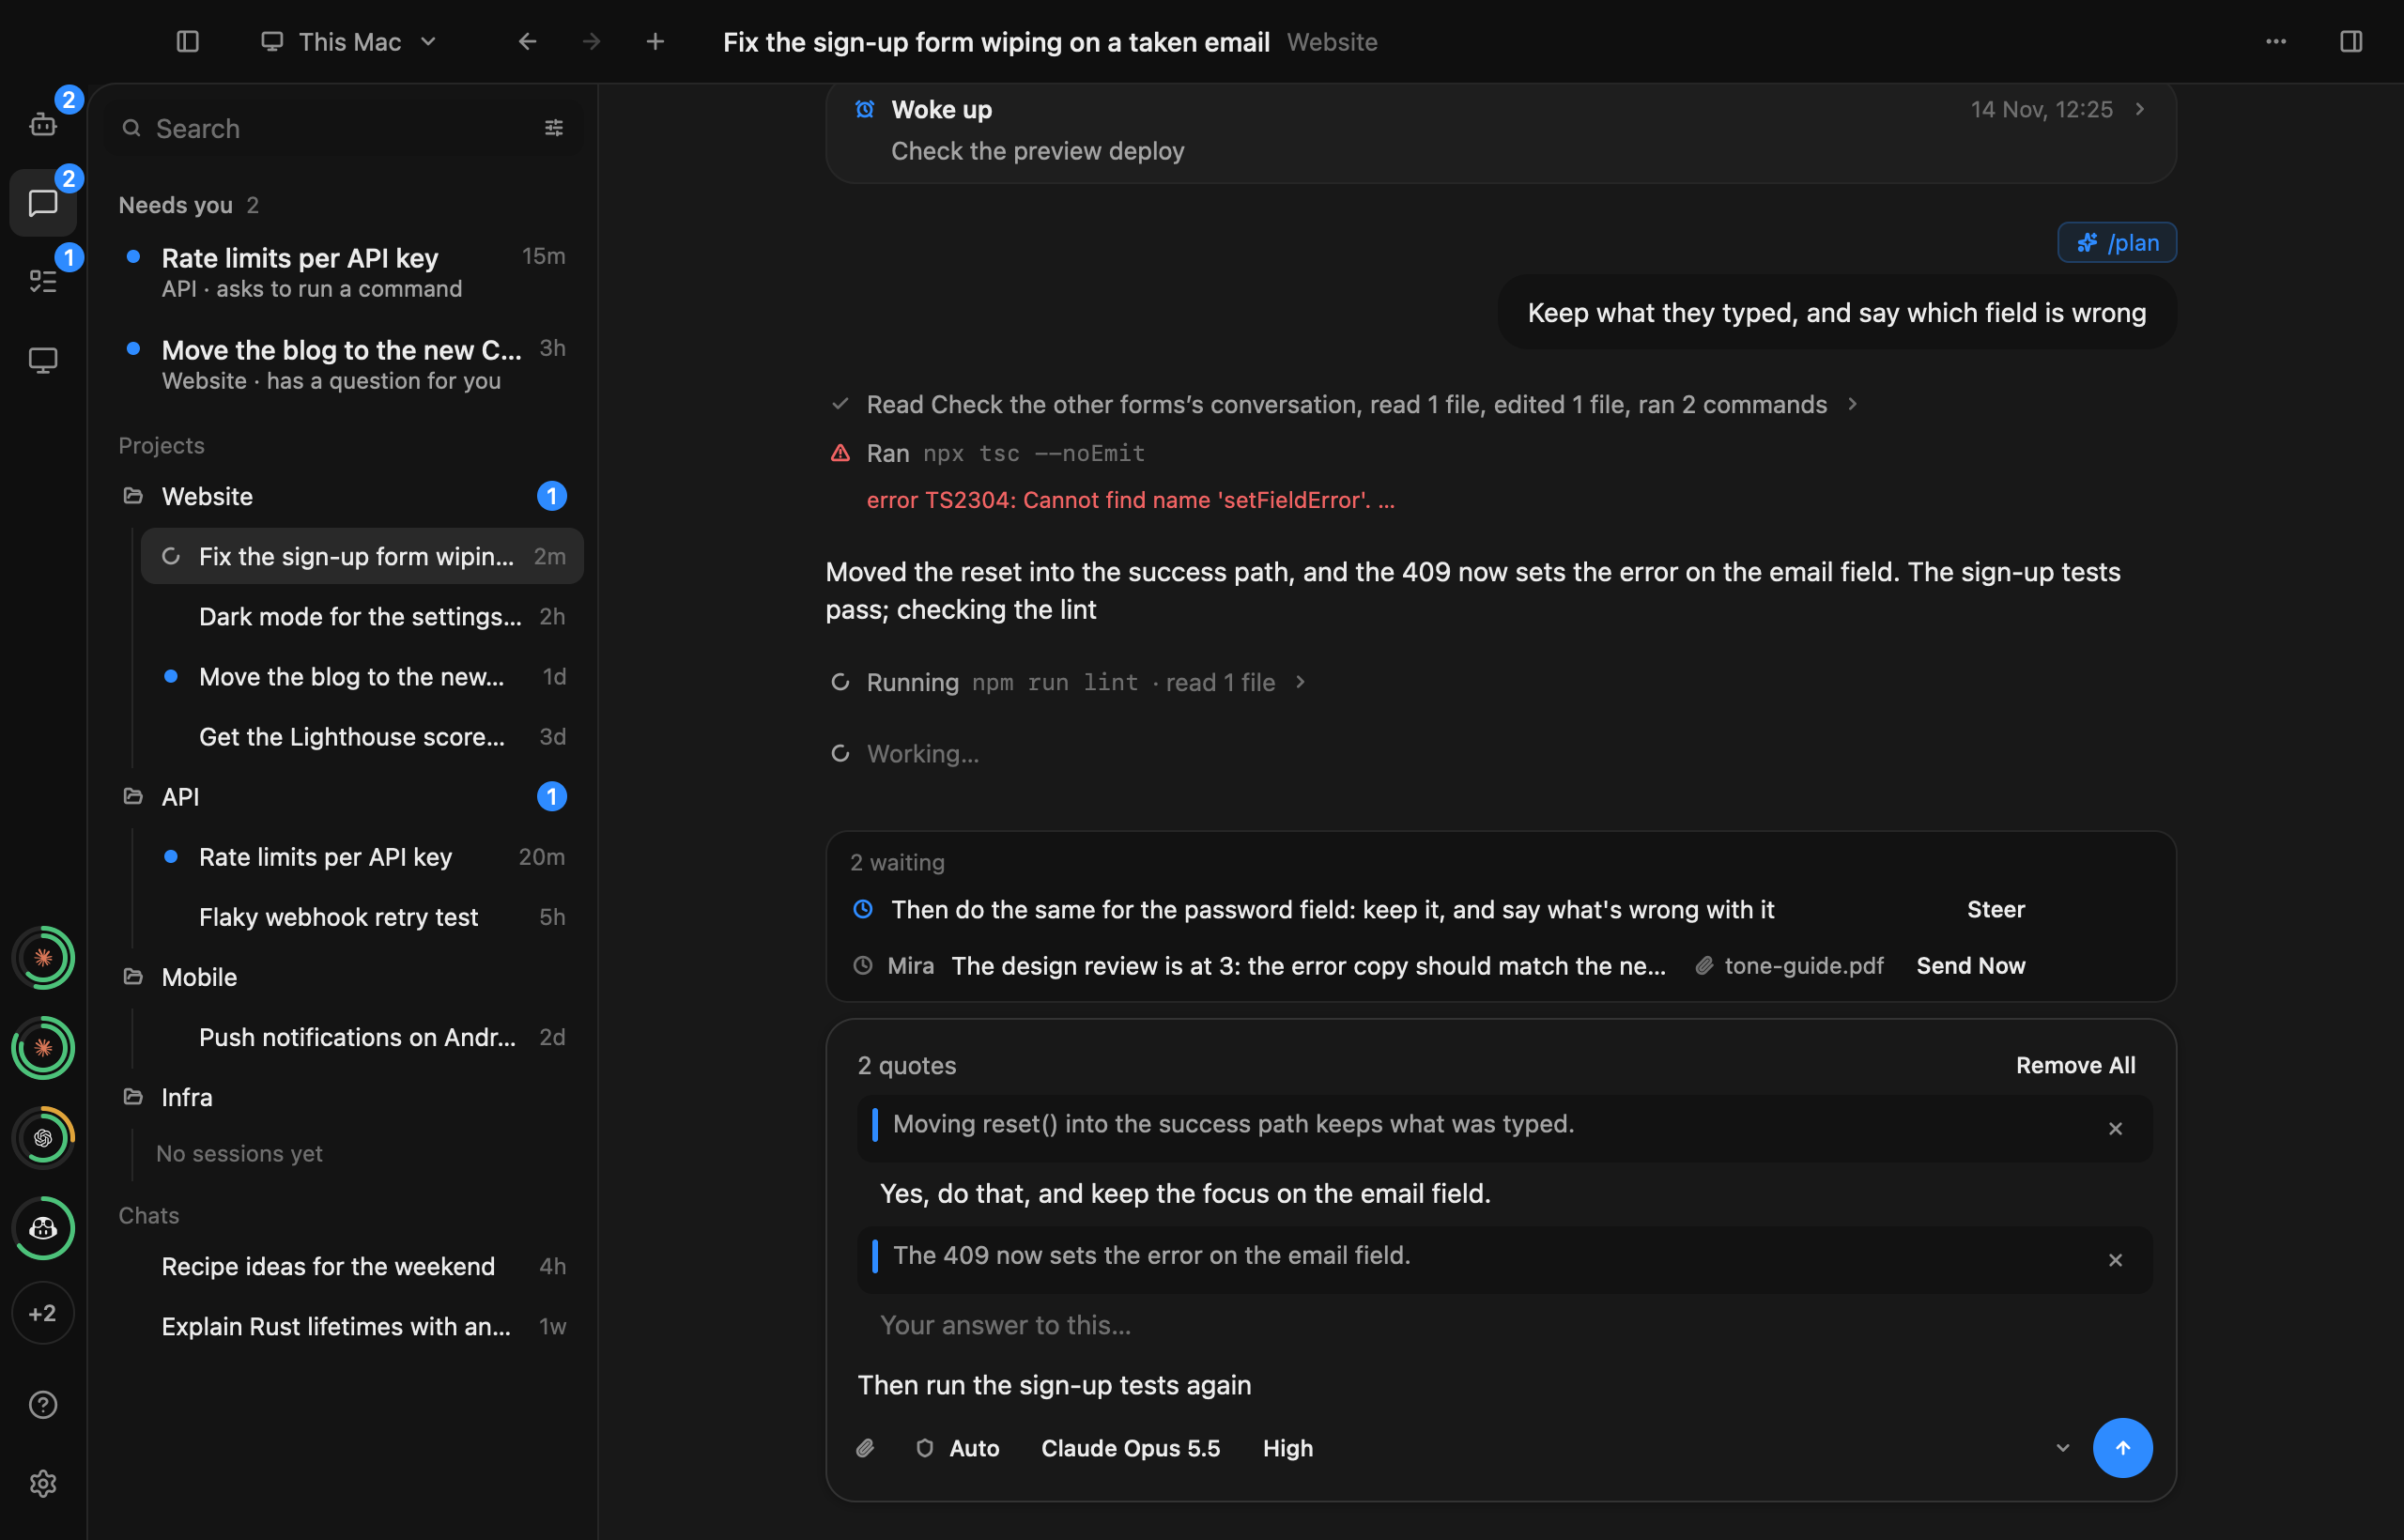 This Mac
Fix the sign-up form wiping on a taken email Website
2
2
1
Search
Needs you 2
Rate limits per API key 15m
API · asks to run a command
Move the blog to the new C... 3h
Website · has a question for you
Projects
Website 1
Fix the sign-up form wipin... 2m
Dark mode for the settings... 2h
Move the blog to the new... 1d
Get the Lighthouse score... 3d
API 1
Rate limits per API key 20m
Flaky webhook retry test 5h
Mobile
Push notifications on Andr... 2d
Infra
No sessions yet
Chats
Recipe ideas for the weekend 4h
Explain Rust lifetimes with an... 1w
+2
Woke up 14 Nov, 12:25
Check the preview deploy
/plan
Keep what they typed, and say which field is wrong
Read Check the other forms’s conversation, read 1 file, edited 1 file, ran 2 commands
Ran npx tsc --noEmit
error TS2304: Cannot find name 'setFieldError'. ...
Moved the reset into the success path, and the 409 now sets the error on the email field. The sign-up tests
pass; checking the lint
Running npm run lint · read 1 file
Working...
2 waiting
Then do the same for the password field: keep it, and say what's wrong with it Steer
Mira The design review is at 3: the error copy should match the ne... tone-guide.pdf Send Now
2 quotes Remove All
Moving reset() into the success path keeps what was typed.
Yes, do that, and keep the focus on the email field.
The 409 now sets the error on the email field.
Your answer to this...
Then run the sign-up tests again
Auto Claude Opus 5.5 High